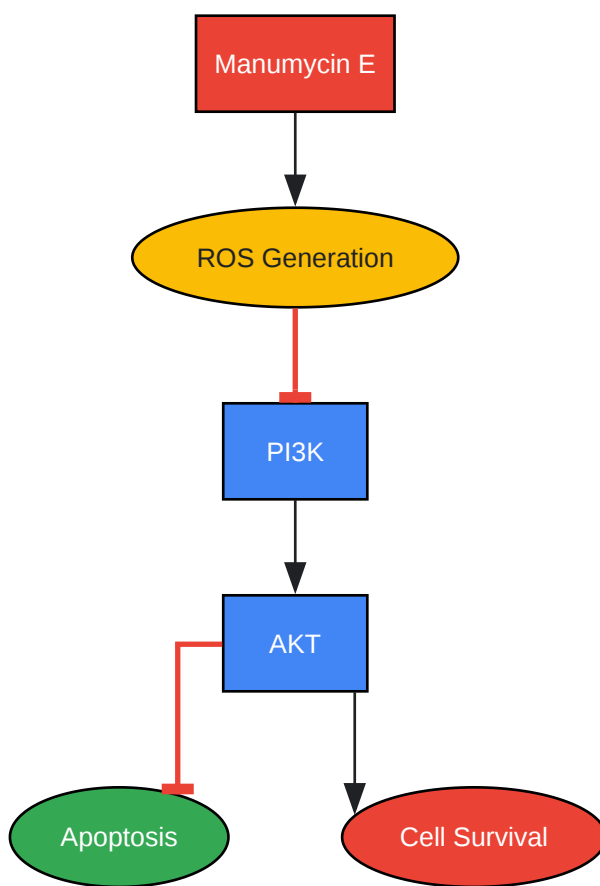 Manumycin E
ROS Generation
PI3K
AKT
Apoptosis
Cell Survival